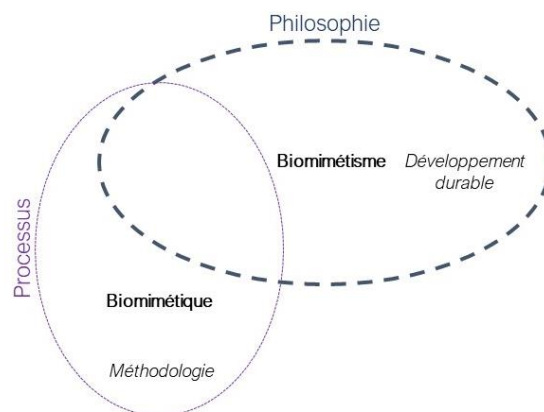 Philosophie
Biomimétisme
Développement
durable
Processus
Biomimétique
Méthodologie